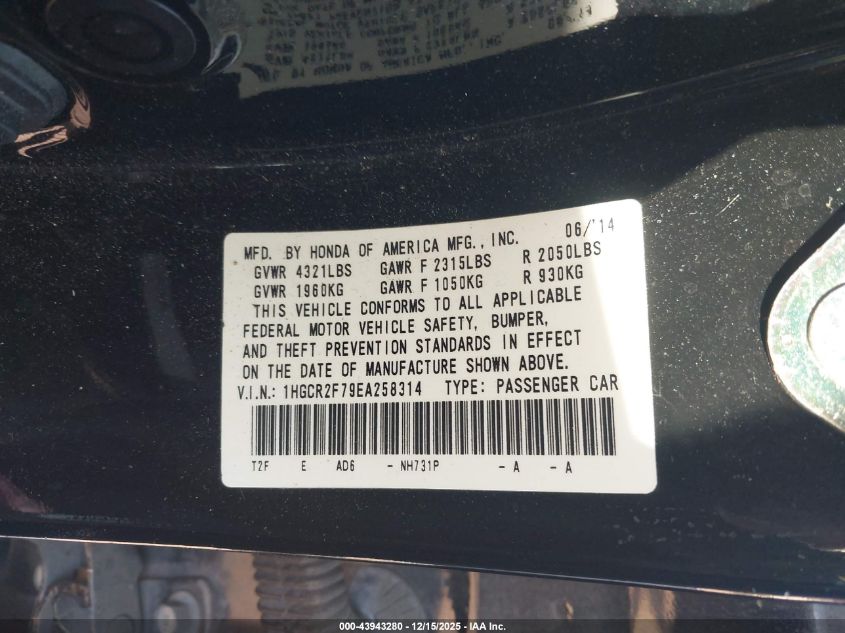 MFD. BY HONDA OF AMERICA MFG., INC. 06/'14
GVWR 4321LBS GAWR F 2315LBS R 2050LBS
GVWR 1960KG GAWR F 1050KG R 930KG
THIS VEHICLE CONFORMS TO ALL APPLICABLE
FEDERAL MOTOR VEHICLE SAFETY, BUMPER,
AND THEFT PREVENTION STANDARDS IN EFFECT
ON THE DATE OF MANUFACTURE SHOWN ABOVE.
V.I.N.: 1HGCR2F79EA258314 TYPE: PASSENGER CAR
T2F E AD6 - NH731P - A - A
000-43943280 - 12/15/2025 - IAA Inc.